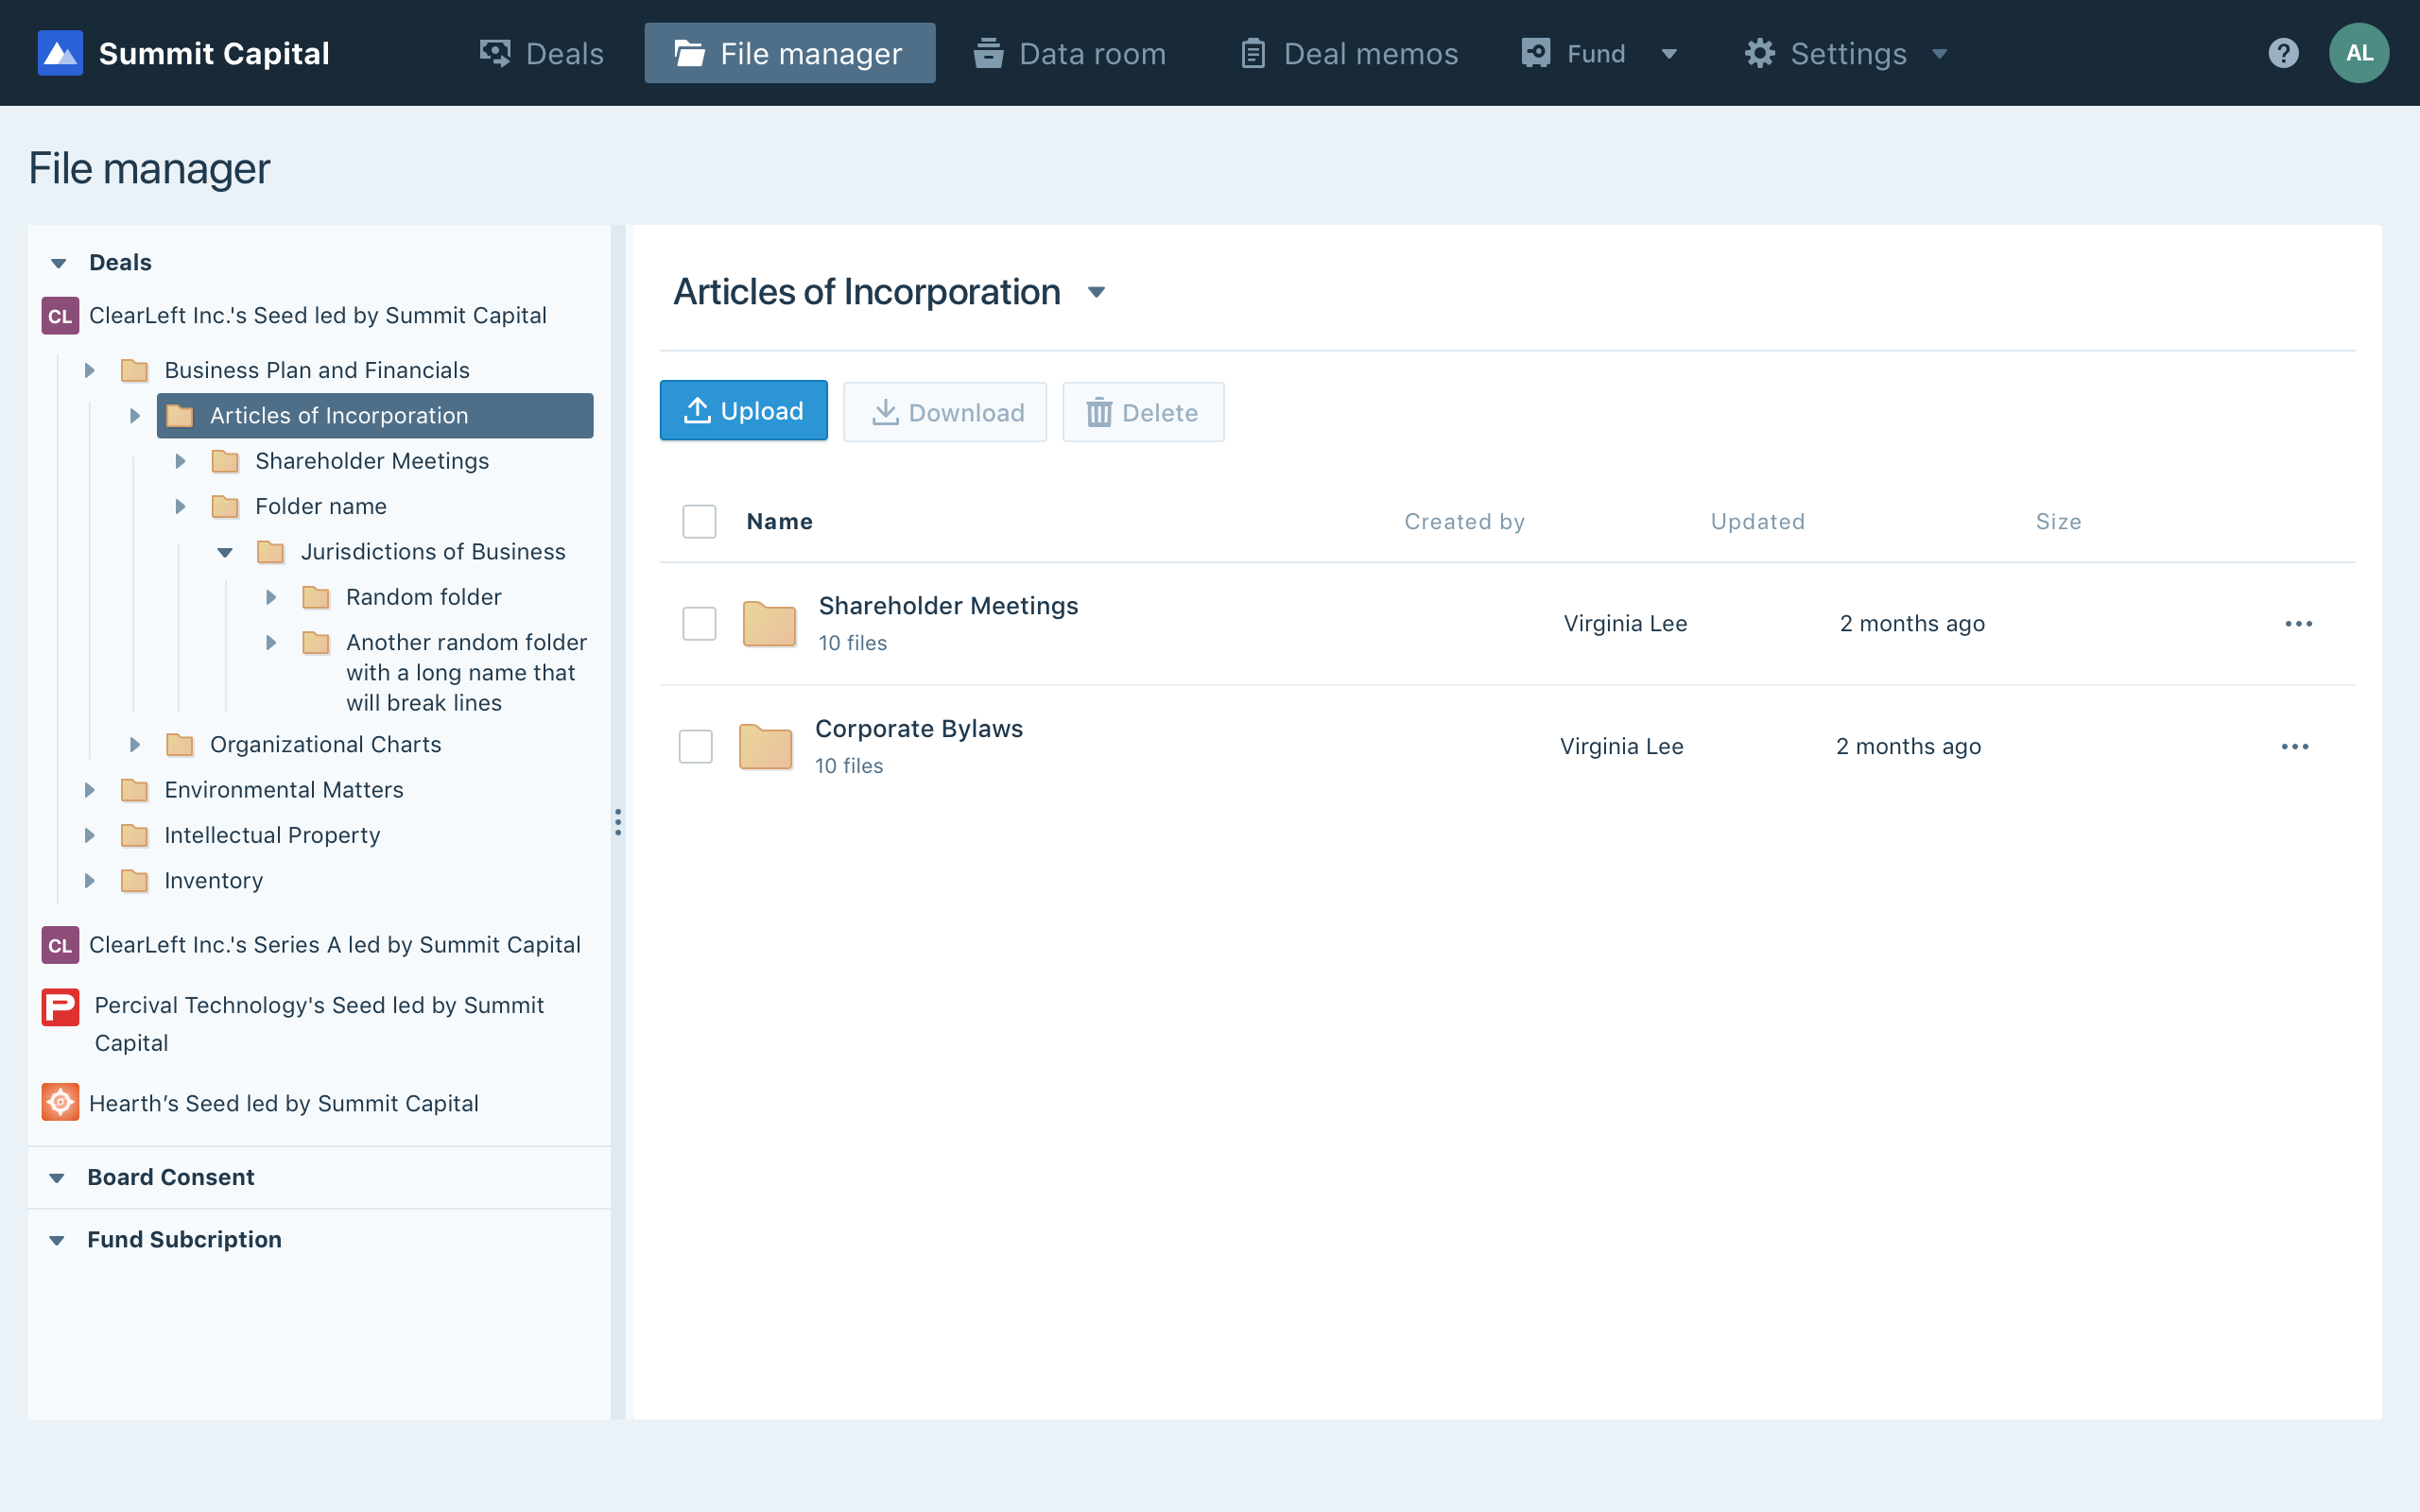 Summit Capital
Deals
File manager
Data room
Deal memos
Fund
Settings
?
AL
File manager
Deals
CL ClearLeft Inc.'s Seed led by Summit Capital
Business Plan and Financials
Articles of Incorporation
Shareholder Meetings
Folder name
Jurisdictions of Business
Random folder
Another random folder
with a long name that
will break lines
Organizational Charts
Environmental Matters
Intellectual Property
Inventory
CL ClearLeft Inc.'s Series A led by Summit Capital
P Percival Technology's Seed led by Summit
Capital
Hearth’s Seed led by Summit Capital
Board Consent
Fund Subcription
Articles of Incorporation
Upload
Download
Delete
Name Created by Updated Size
Shareholder Meetings
10 files
Virginia Lee 2 months ago
Corporate Bylaws
10 files
Virginia Lee 2 months ago